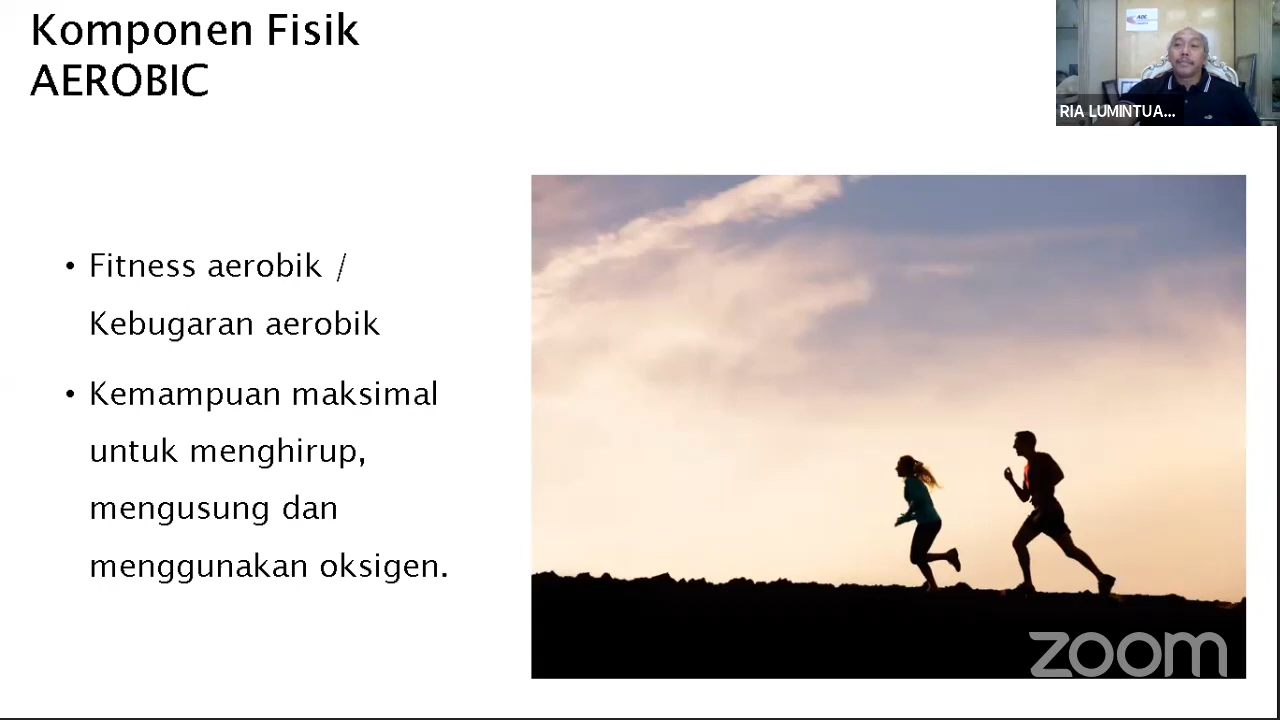 Komponen Fisik
AEROBIC
RIA LUMINTUA...
• Fitness aerobik /
Kebugaran aerobik
• Kemampuan maksimal
untuk menghirup,
mengusung dan
menggunakan oksigen.
zoom